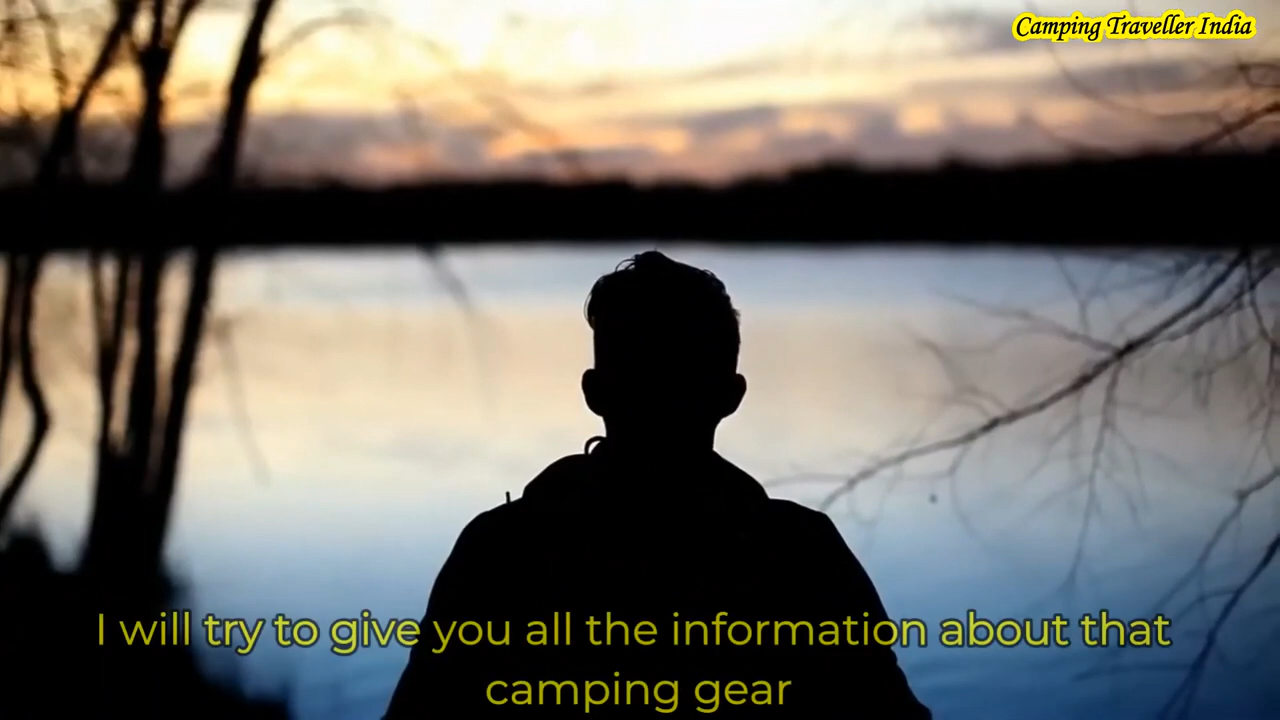 Camping Traveller India
I will try to give you all the information about that
camping gear